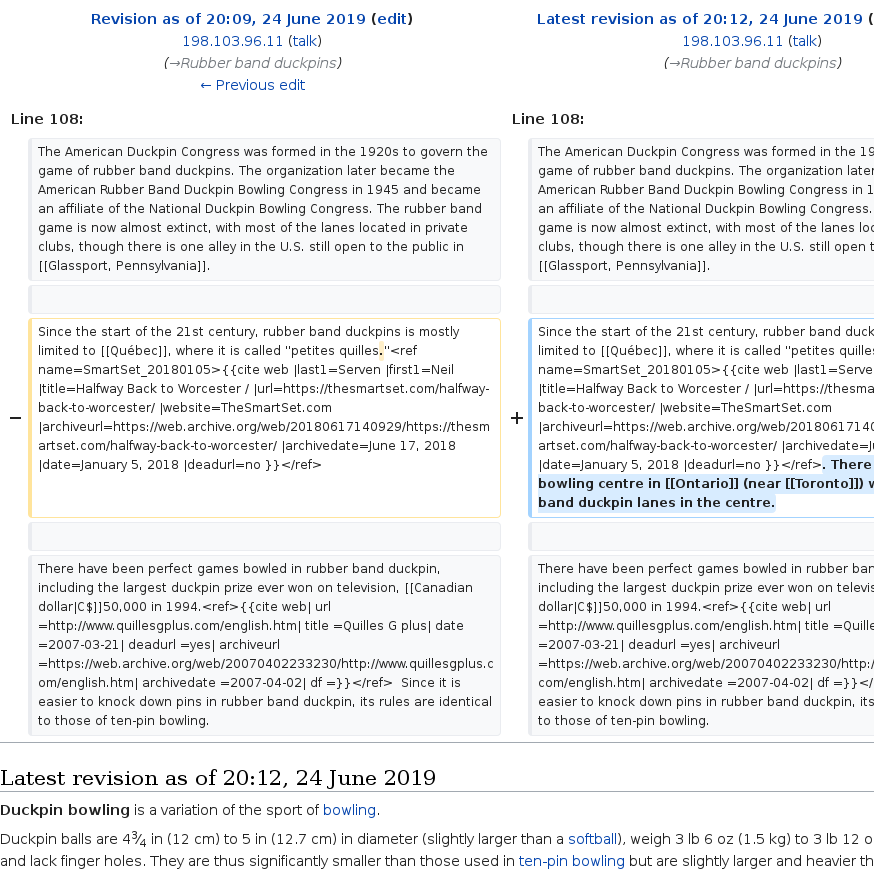 Revision as of 20:09, 24 June 2019 (edit)
198.103.96.11 (talk)
(→Rubber band duckpins)
← Previous edit
Latest revision as of 20:12, 24 June 2019 (
198.103.96.11 (talk)
(→Rubber band duckpins)
Line 108:
The American Duckpin Congress was formed in the 1920s to govern the
game of rubber band duckpins. The organization later became the
American Rubber Band Duckpin Bowling Congress in 1945 and became
an affiliate of the National Duckpin Bowling Congress. The rubber band
game is now almost extinct, with most of the lanes located in private
clubs, though there is one alley in the U.S. still open to the public in
[[Glassport, Pennsylvania]].
Line 108:
The American Duckpin Congress was formed in the 19
game of rubber band duckpins. The organization later
American Rubber Band Duckpin Bowling Congress in 1
an affiliate of the National Duckpin Bowling Congress.
game is now almost extinct, with most of the lanes loc
clubs, though there is one alley in the U.S. still open t
[[Glassport, Pennsylvania]].
−
Since the start of the 21st century, rubber band duckpins is mostly
limited to [[Québec]], where it is called ''petites quilles.''<ref
name=SmartSet_20180105>{{cite web |last1=Serven |first1=Neil
|title=Halfway Back to Worcester / |url=https://thesmartset.com/halfway-
back-to-worcester/ |website=TheSmartSet.com
|archiveurl=https://web.archive.org/web/20180617140929/https://thesm
artset.com/halfway-back-to-worcester/ |archivedate=June 17, 2018
|date=January 5, 2018 |deadurl=no }}</ref>
+
Since the start of the 21st century, rubber band duck
limited to [[Québec]], where it is called ''petites quilles
name=SmartSet_20180105>{{cite web |last1=Serve
|title=Halfway Back to Worcester / |url=https://thesma
back-to-worcester/ |website=TheSmartSet.com
|archiveurl=https://web.archive.org/web/2018061714
artset.com/halfway-back-to-worcester/ |archivedate=J
|date=January 5, 2018 |deadurl=no }}</ref>. There
bowling centre in [[Ontario]] (near [[Toronto]]) w
band duckpin lanes in the centre.
There have been perfect games bowled in rubber band duckpin,
including the largest duckpin prize ever won on television, [[Canadian
dollar|C$]]50,000 in 1994.<ref>{{cite web| url
=http://www.quillesgplus.com/english.htm| title =Quilles G plus| date
=2007-03-21| deadurl =yes| archiveurl
=https://web.archive.org/web/20070402233230/http://www.quillesgplus.c
om/english.htm| archivedate =2007-04-02| df =}}</ref>  Since it is
easier to knock down pins in rubber band duckpin, its rules are identical
to those of ten-pin bowling.
There have been perfect games bowled in rubber ban
including the largest duckpin prize ever won on televis
dollar|C$]]50,000 in 1994.<ref>{{cite web| url
=http://www.quillesgplus.com/english.htm| title =Quille
=2007-03-21| deadurl =yes| archiveurl
=https://web.archive.org/web/20070402233230/http:/
com/english.htm| archivedate =2007-04-02| df =}}</
easier to knock down pins in rubber band duckpin, its
to those of ten-pin bowling.
Latest revision as of 20:12, 24 June 2019
Duckpin bowling is a variation of the sport of bowling.
Duckpin balls are 4 3⁄4 in (12 cm) to 5 in (12.7 cm) in diameter (slightly larger than a softball), weigh 3 lb 6 oz (1.5 kg) to 3 lb 12 o
and lack finger holes. They are thus significantly smaller than those used in ten-pin bowling but are slightly larger and heavier th